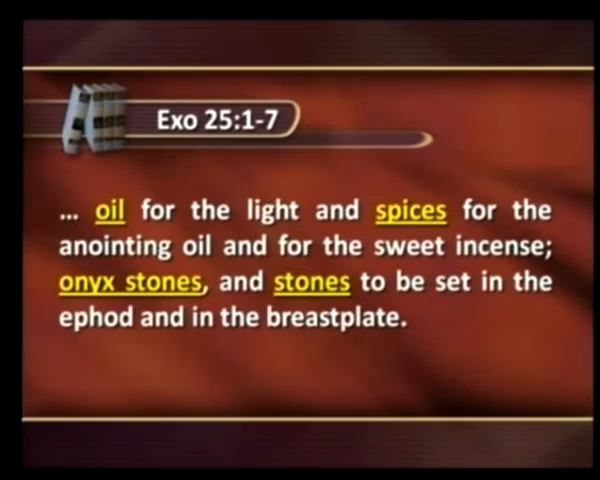 Exo 25:1-7
... oil for the light and spices for the
anointing oil and for the sweet incense;
onyx stones, and stones to be set in the
ephod and in the breastplate.